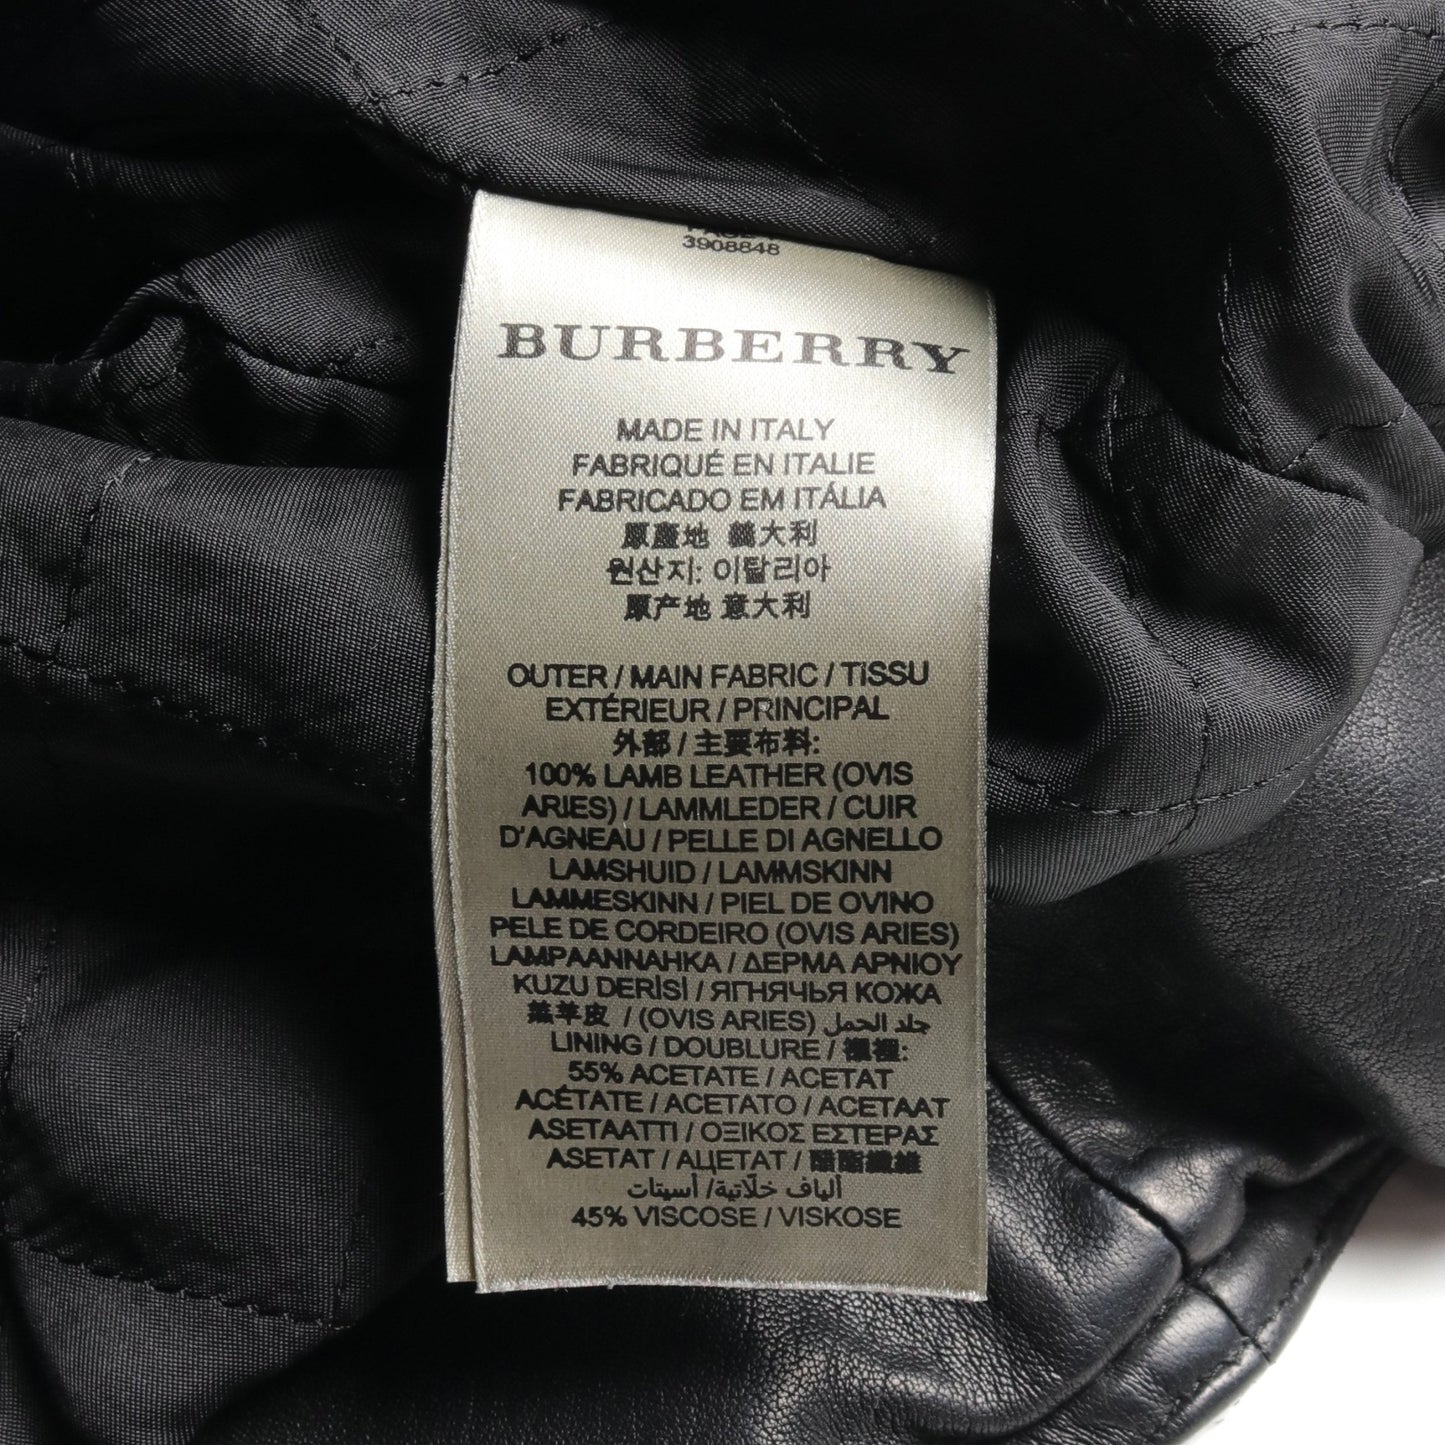 3908848
BURBERRY
MADE IN ITALY
FABRIQUÉ EN ITALIE
FABRICADO EM ITÁLIA
原產地 義大利
원산지: 이탈리아
原产地 意大利
OUTER / MAIN FABRIC / TISSU
EXTÉRIEUR / PRINCIPAL
外部 / 主要布料:
100% LAMB LEATHER (OVIS
ARIES) / LAMMLEDER / CUIR
D'AGNEAU / PELLE DI AGNELLO
LAMSHUID / LAMMSKINN
LAMMESKINN / PIEL DE OVINO
PELE DE CORDEIRO (OVIS ARIES)
LAMPAANNAHKA / ΔΕΡΜΑ ΑΡΝΙΟΥ
KUZU DERİSİ / ЯГНЯЧЬЯ КОЖА
羔羊皮 / (OVIS ARIES) جلد الحمل
LINING / DOUBLURE / 襯裡:
55% ACETATE / ACETAT
ACÉTATE / ACETATO / ACETAAT
ASETAATTI / ΟΞΙΚΟΣ ΕΣΤΕΡΑΣ
ASETAT / АЦЕТАТ / 醋酯纖維
ألياف خلّاتية/ أسيتات
45% VISCOSE / VISKOSE